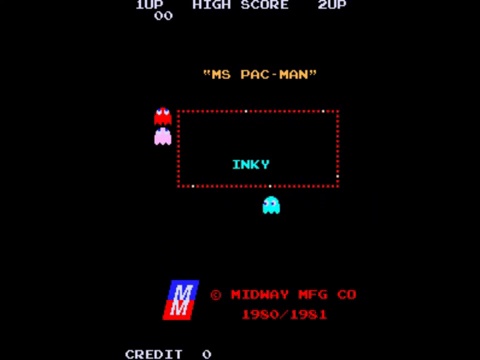 1UP HIGH SCORE 2UP
00
"MS PAC-MAN"
INKY
MM
© MIDWAY MFG CO
1980/1981
CREDIT 0